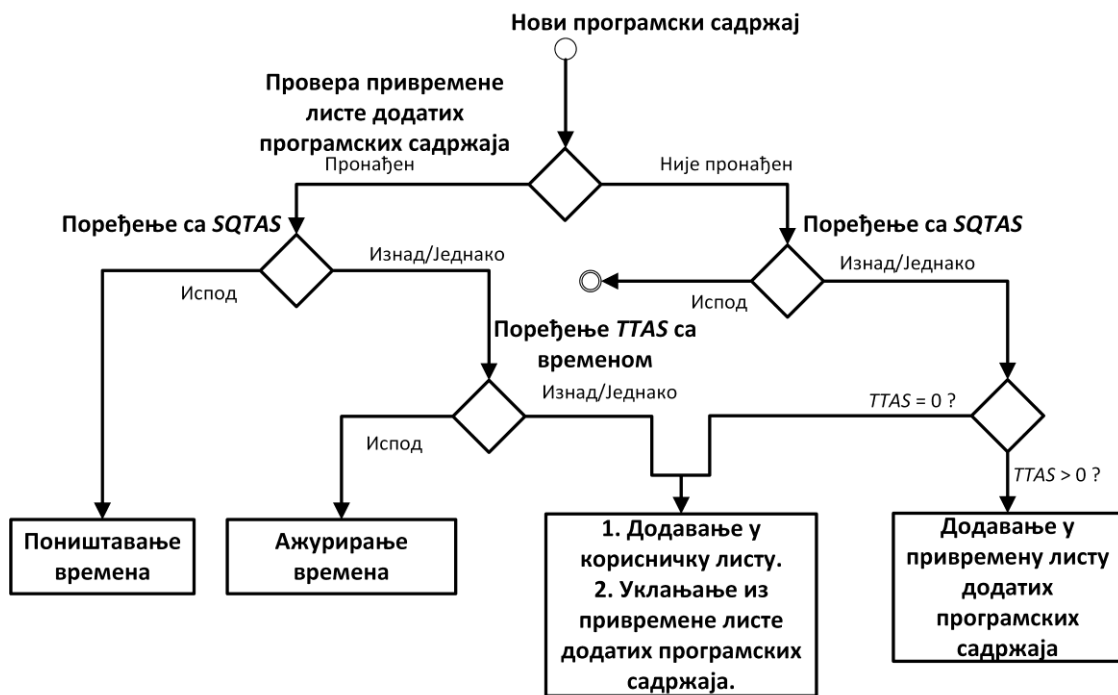 Нови програмски садржај
Провера привремене
листе додатих
програмских садржаја
Пронађен
Није пронађен
Поређење са SQTAS
Поређење са SQTAS
Изнад/Једнако
Изнад/Једнако
Испод
Испод
Поређење TTAS са
временом
Изнад/Једнако
TTAS = 0 ?
Испод
TTAS > 0 ?
Поништавање
времена
Ажурирање
времена
1. Додавање у
корисничку листу.
2. Уклањање из
привремене листе
додатих програмских
садржаја.
Додавање у
привремену листу
додатих
програмских
садржаја